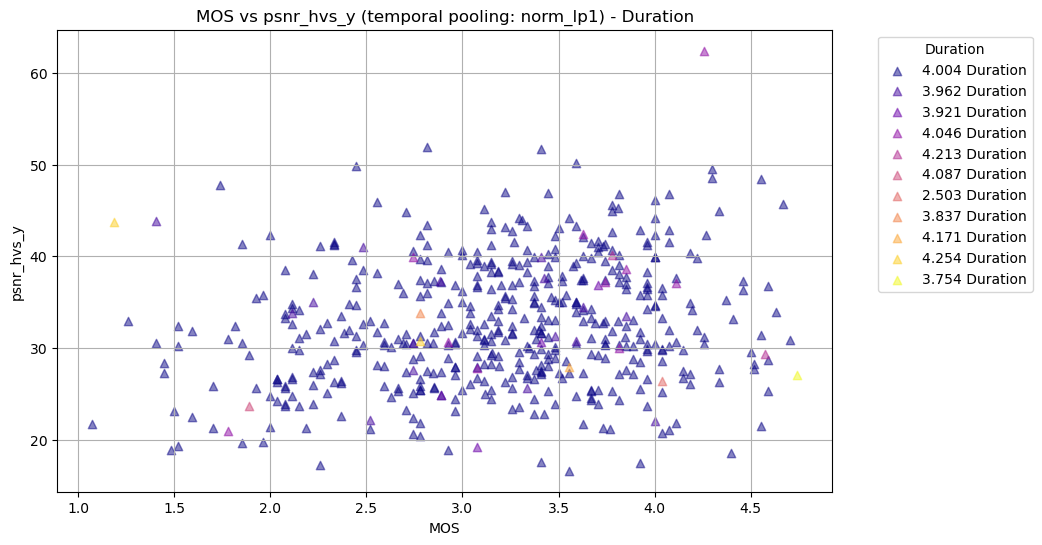 MOS vs psnr_hvs_y (temporal pooling: norm_lp1) - Duration
psnr_hvs_y
60
50
40
30
20
1.0 1.5 2.0 2.5 3.0 3.5 4.0 4.5
MOS
Duration
4.004 Duration
3.962 Duration
3.921 Duration
4.046 Duration
4.213 Duration
4.087 Duration
2.503 Duration
3.837 Duration
4.171 Duration
4.254 Duration
3.754 Duration